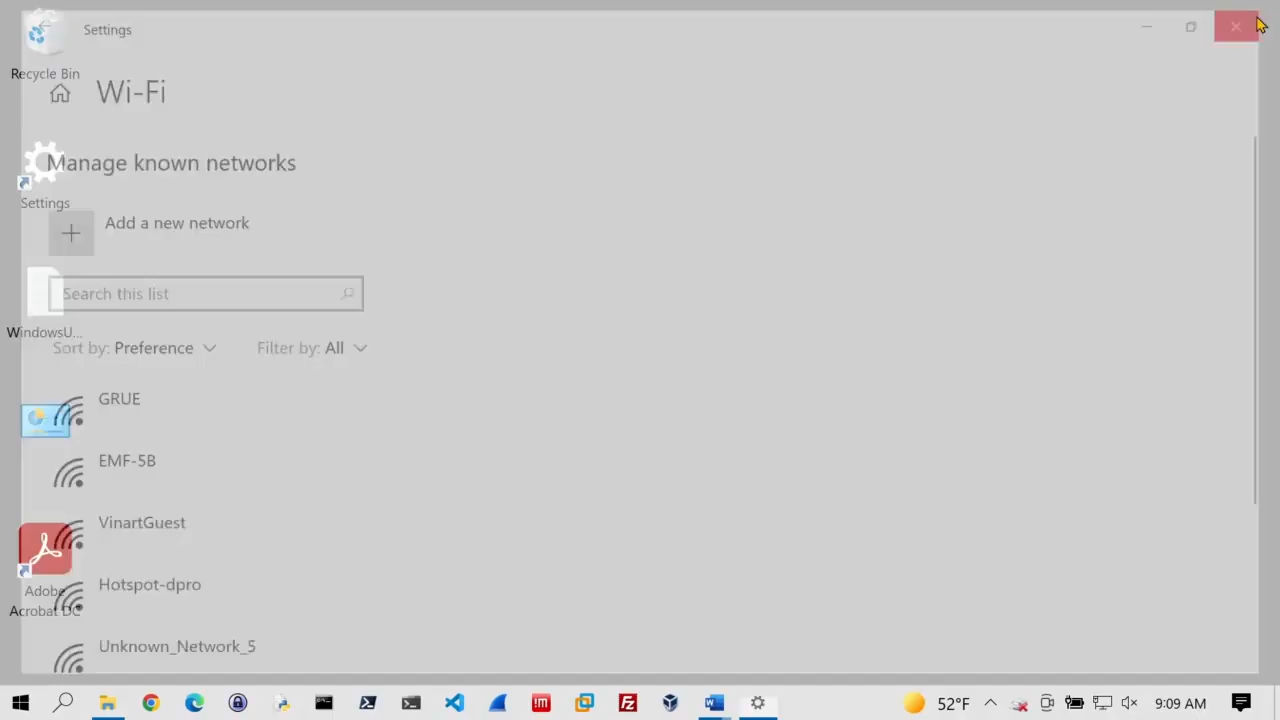 Settings
Recycle Bin
Wi-Fi
Manage known networks
Settings
Add a new network
Search this list
WindowsU...
Sort by: Preference
Filter by: All
GRUE
EMF-5B
VinartGuest
Hotspot-dpro
Adobe
Acrobat DC
Unknown_Network_5
52°F
9:09 AM